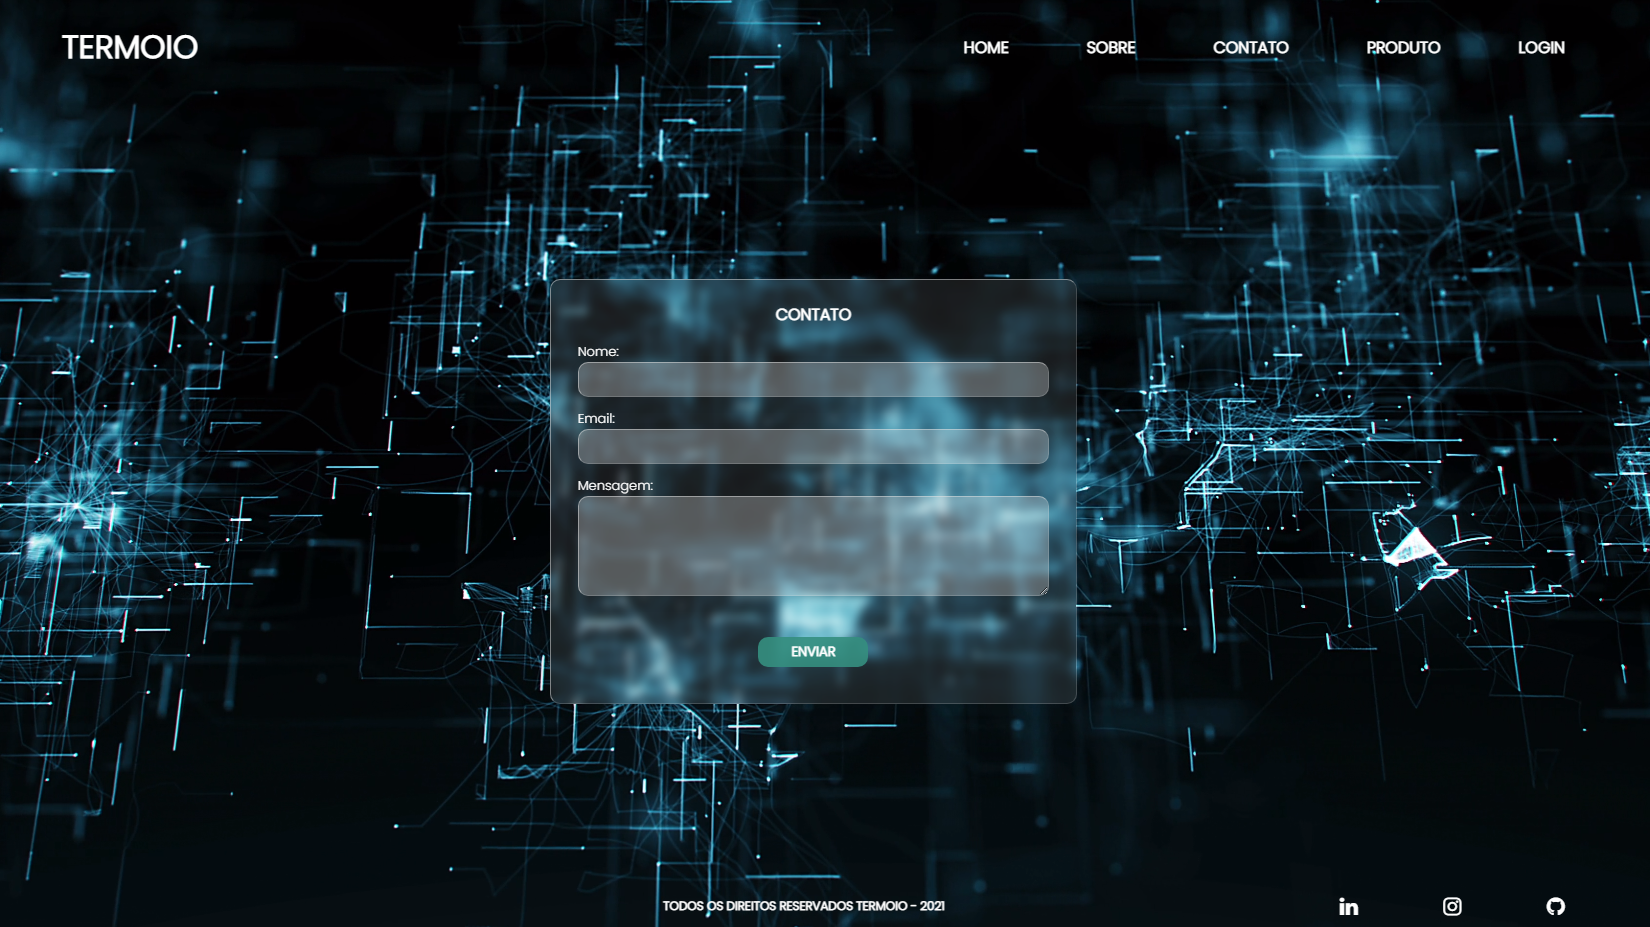 TERMOIO
HOME SOBRE CONTATO PRODUTO LOGIN
CONTATO
Nome:
Email:
Mensagem:
ENVIAR
TODOS OS DIREITOS RESERVADOS TERMOIO - 2021